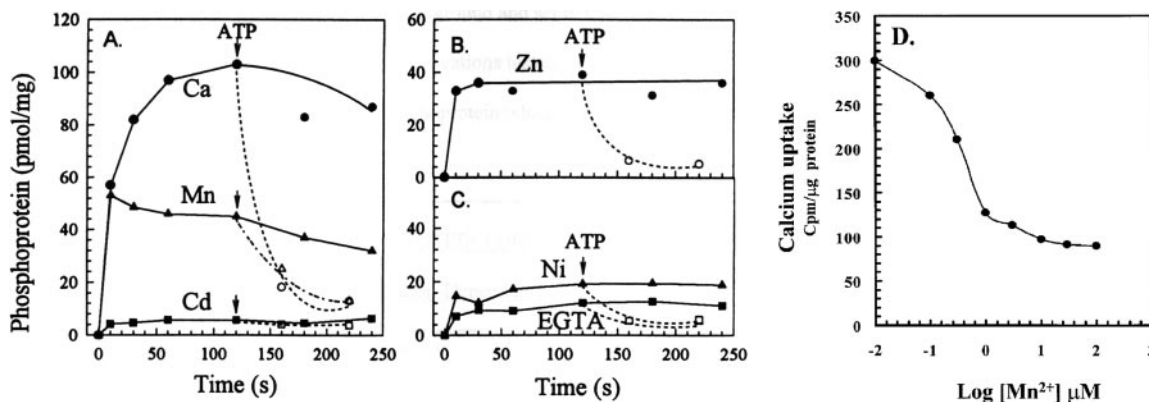 A.
ATP
Ca
Mn
Cd
Phosphoprotein (pmol/mg)
120
100
80
60
40
20
0
0 50 100 150 200 250
Time (s)
B.
ATP
Zn
60
40
20
0
C.
ATP
Ni
EGTA
40
20
0
0 50 100 150 200 250
Time (s)
D.
Calcium uptake
Cpm/µg protein
350
300
250
200
150
100
50
0
-2 -1 0 1 2 3
Log [Mn²⁺] µM